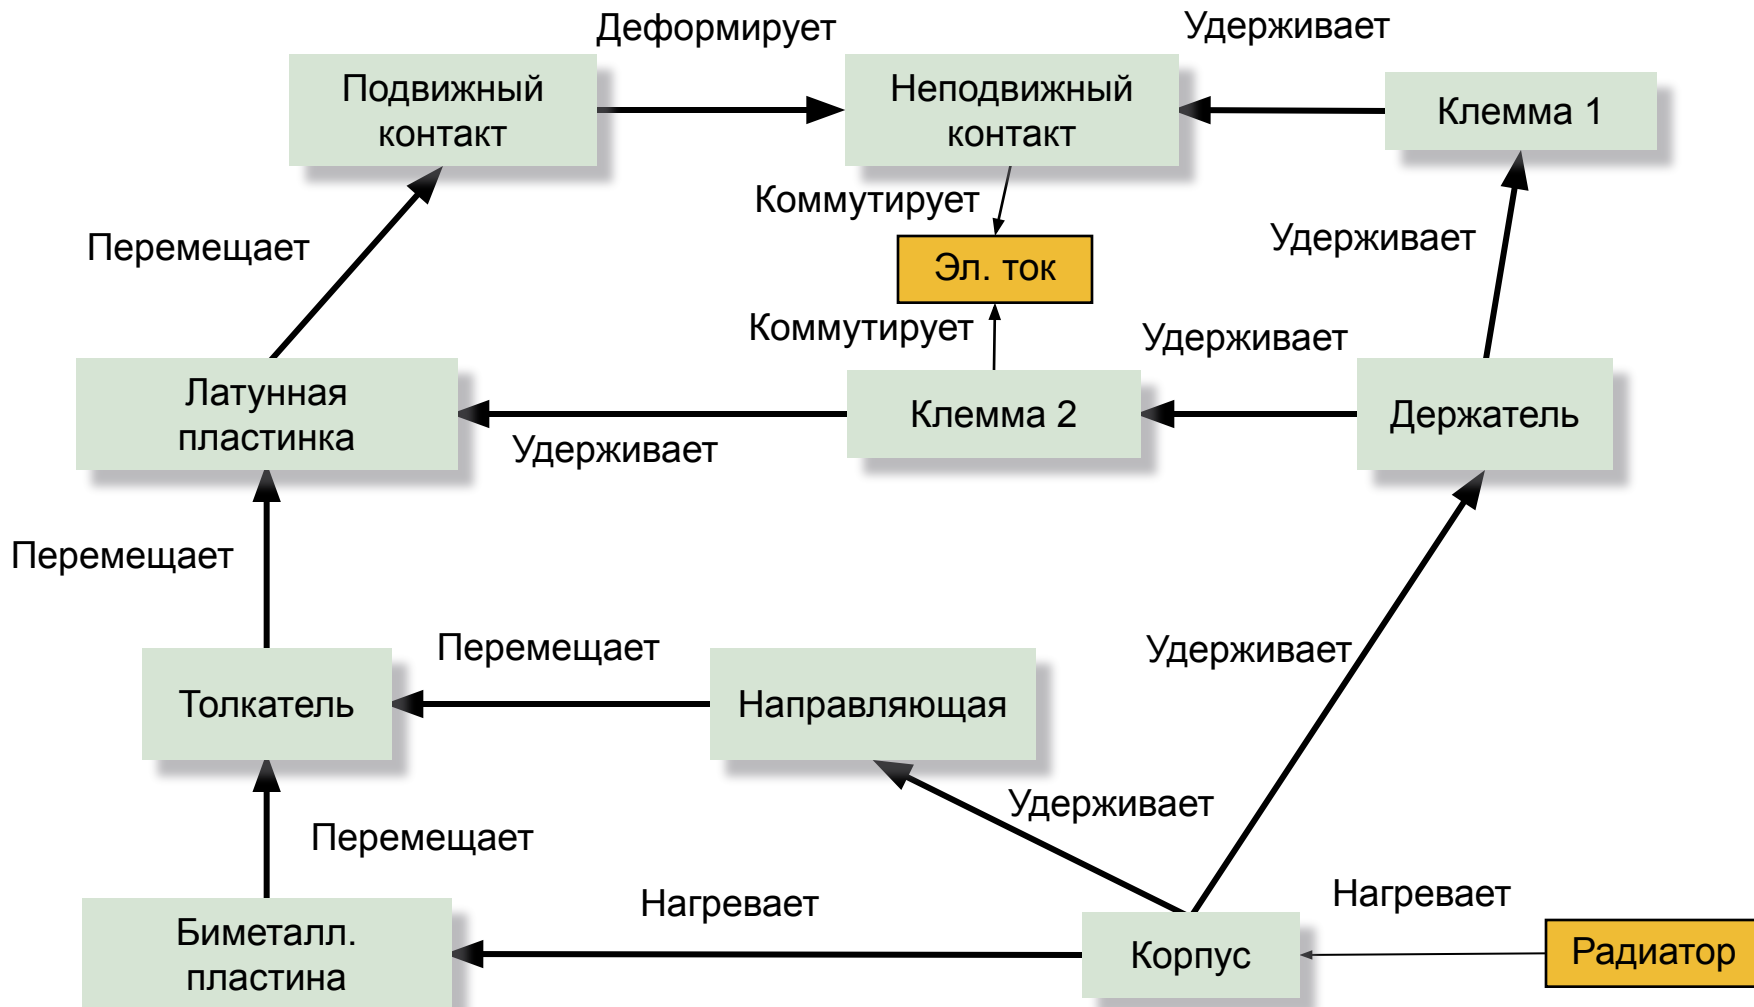 Деформирует
Удерживает
Подвижный
контакт
Неподвижный
контакт
Клемма 1
Коммутирует
Перемещает
Удерживает
Эл. ток
Коммутирует
Удерживает
Латунная
пластинка
Клемма 2
Держатель
Удерживает
Перемещает
Перемещает
Удерживает
Толкатель
Направляющая
Удерживает
Перемещает
Нагревает
Нагревает
Биметалл.
пластина
Корпус
Радиатор